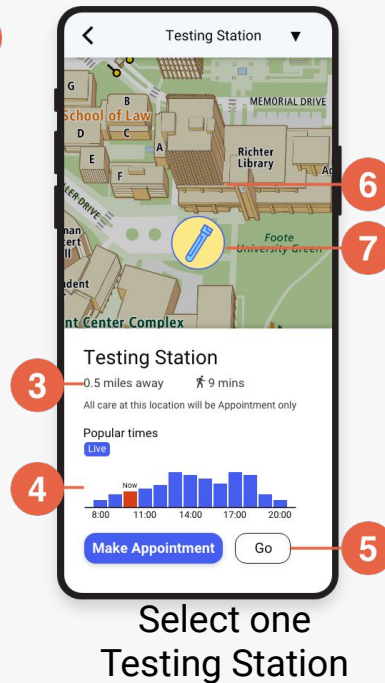 Testing Station ▼
G
B
School of Law
MEMORIAL DRIVE
D
C
A
E
F
Richter
Library
6
7
Foote
University Green
nt Center Complex
Testing Station
3
0.5 miles away 9 mins
All care at this location will be Appointment only
Popular times
Live
4
Now
8:00 11:00 14:00 17:00 20:00
Make Appointment Go
5
Select one
Testing Station